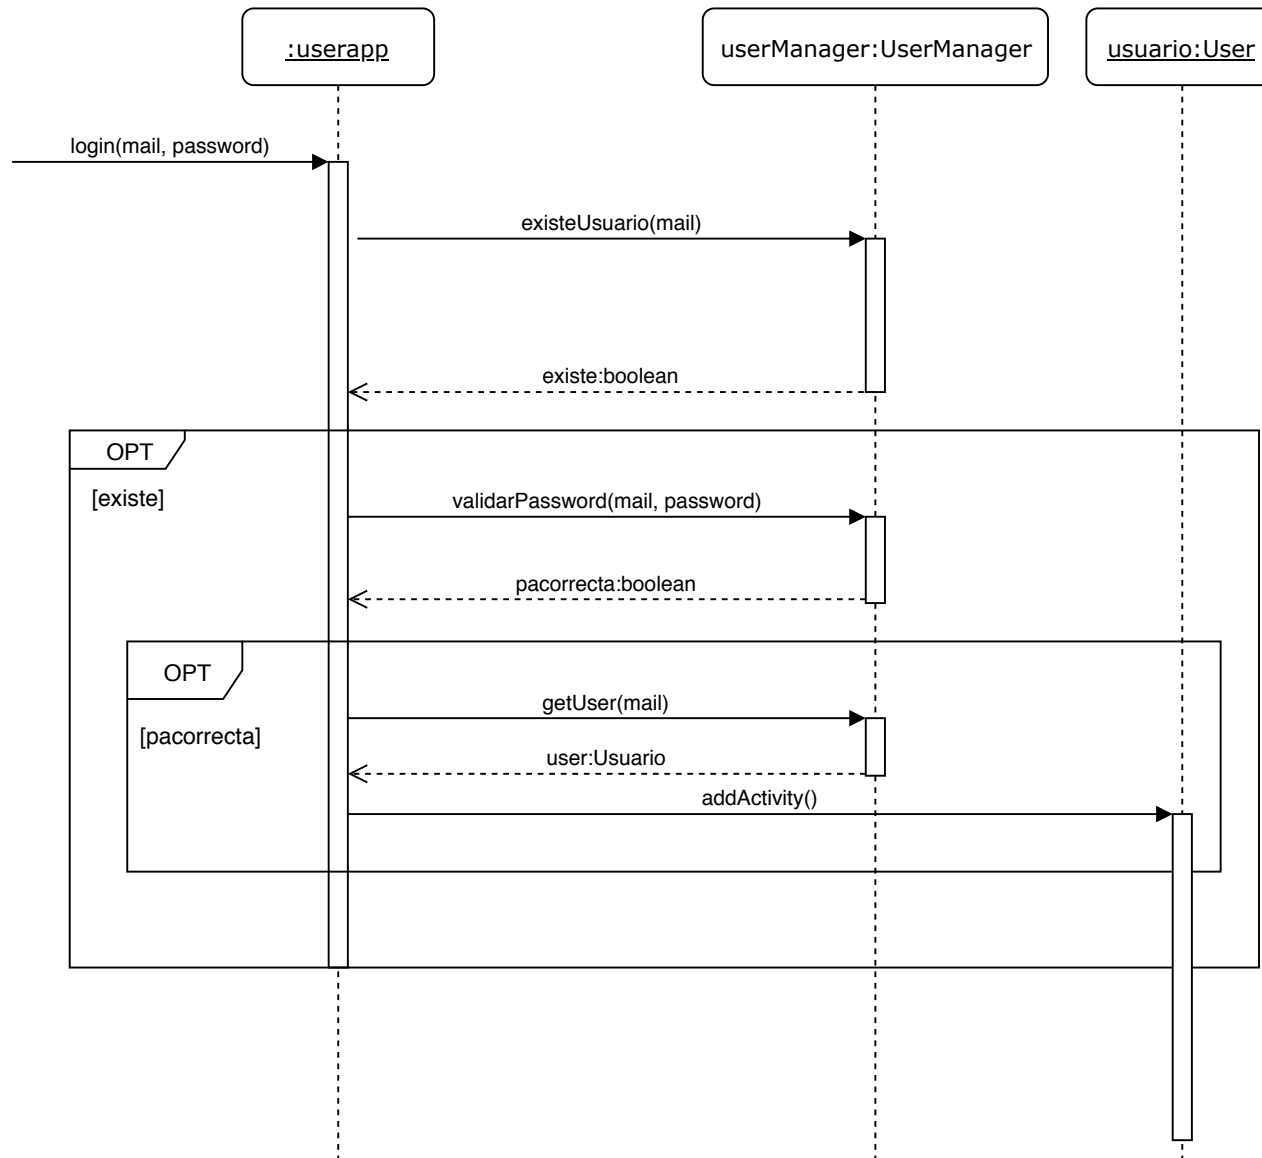 :userapp
userManager:UserManager
usuario:User
login(mail, password)
existeUsuario(mail)
existe:boolean
OPT
[existe]
validarPassword(mail, password)
pacorrecta:boolean
OPT
getUser(mail)
[pacorrecta]
user:Usuario
addActivity()